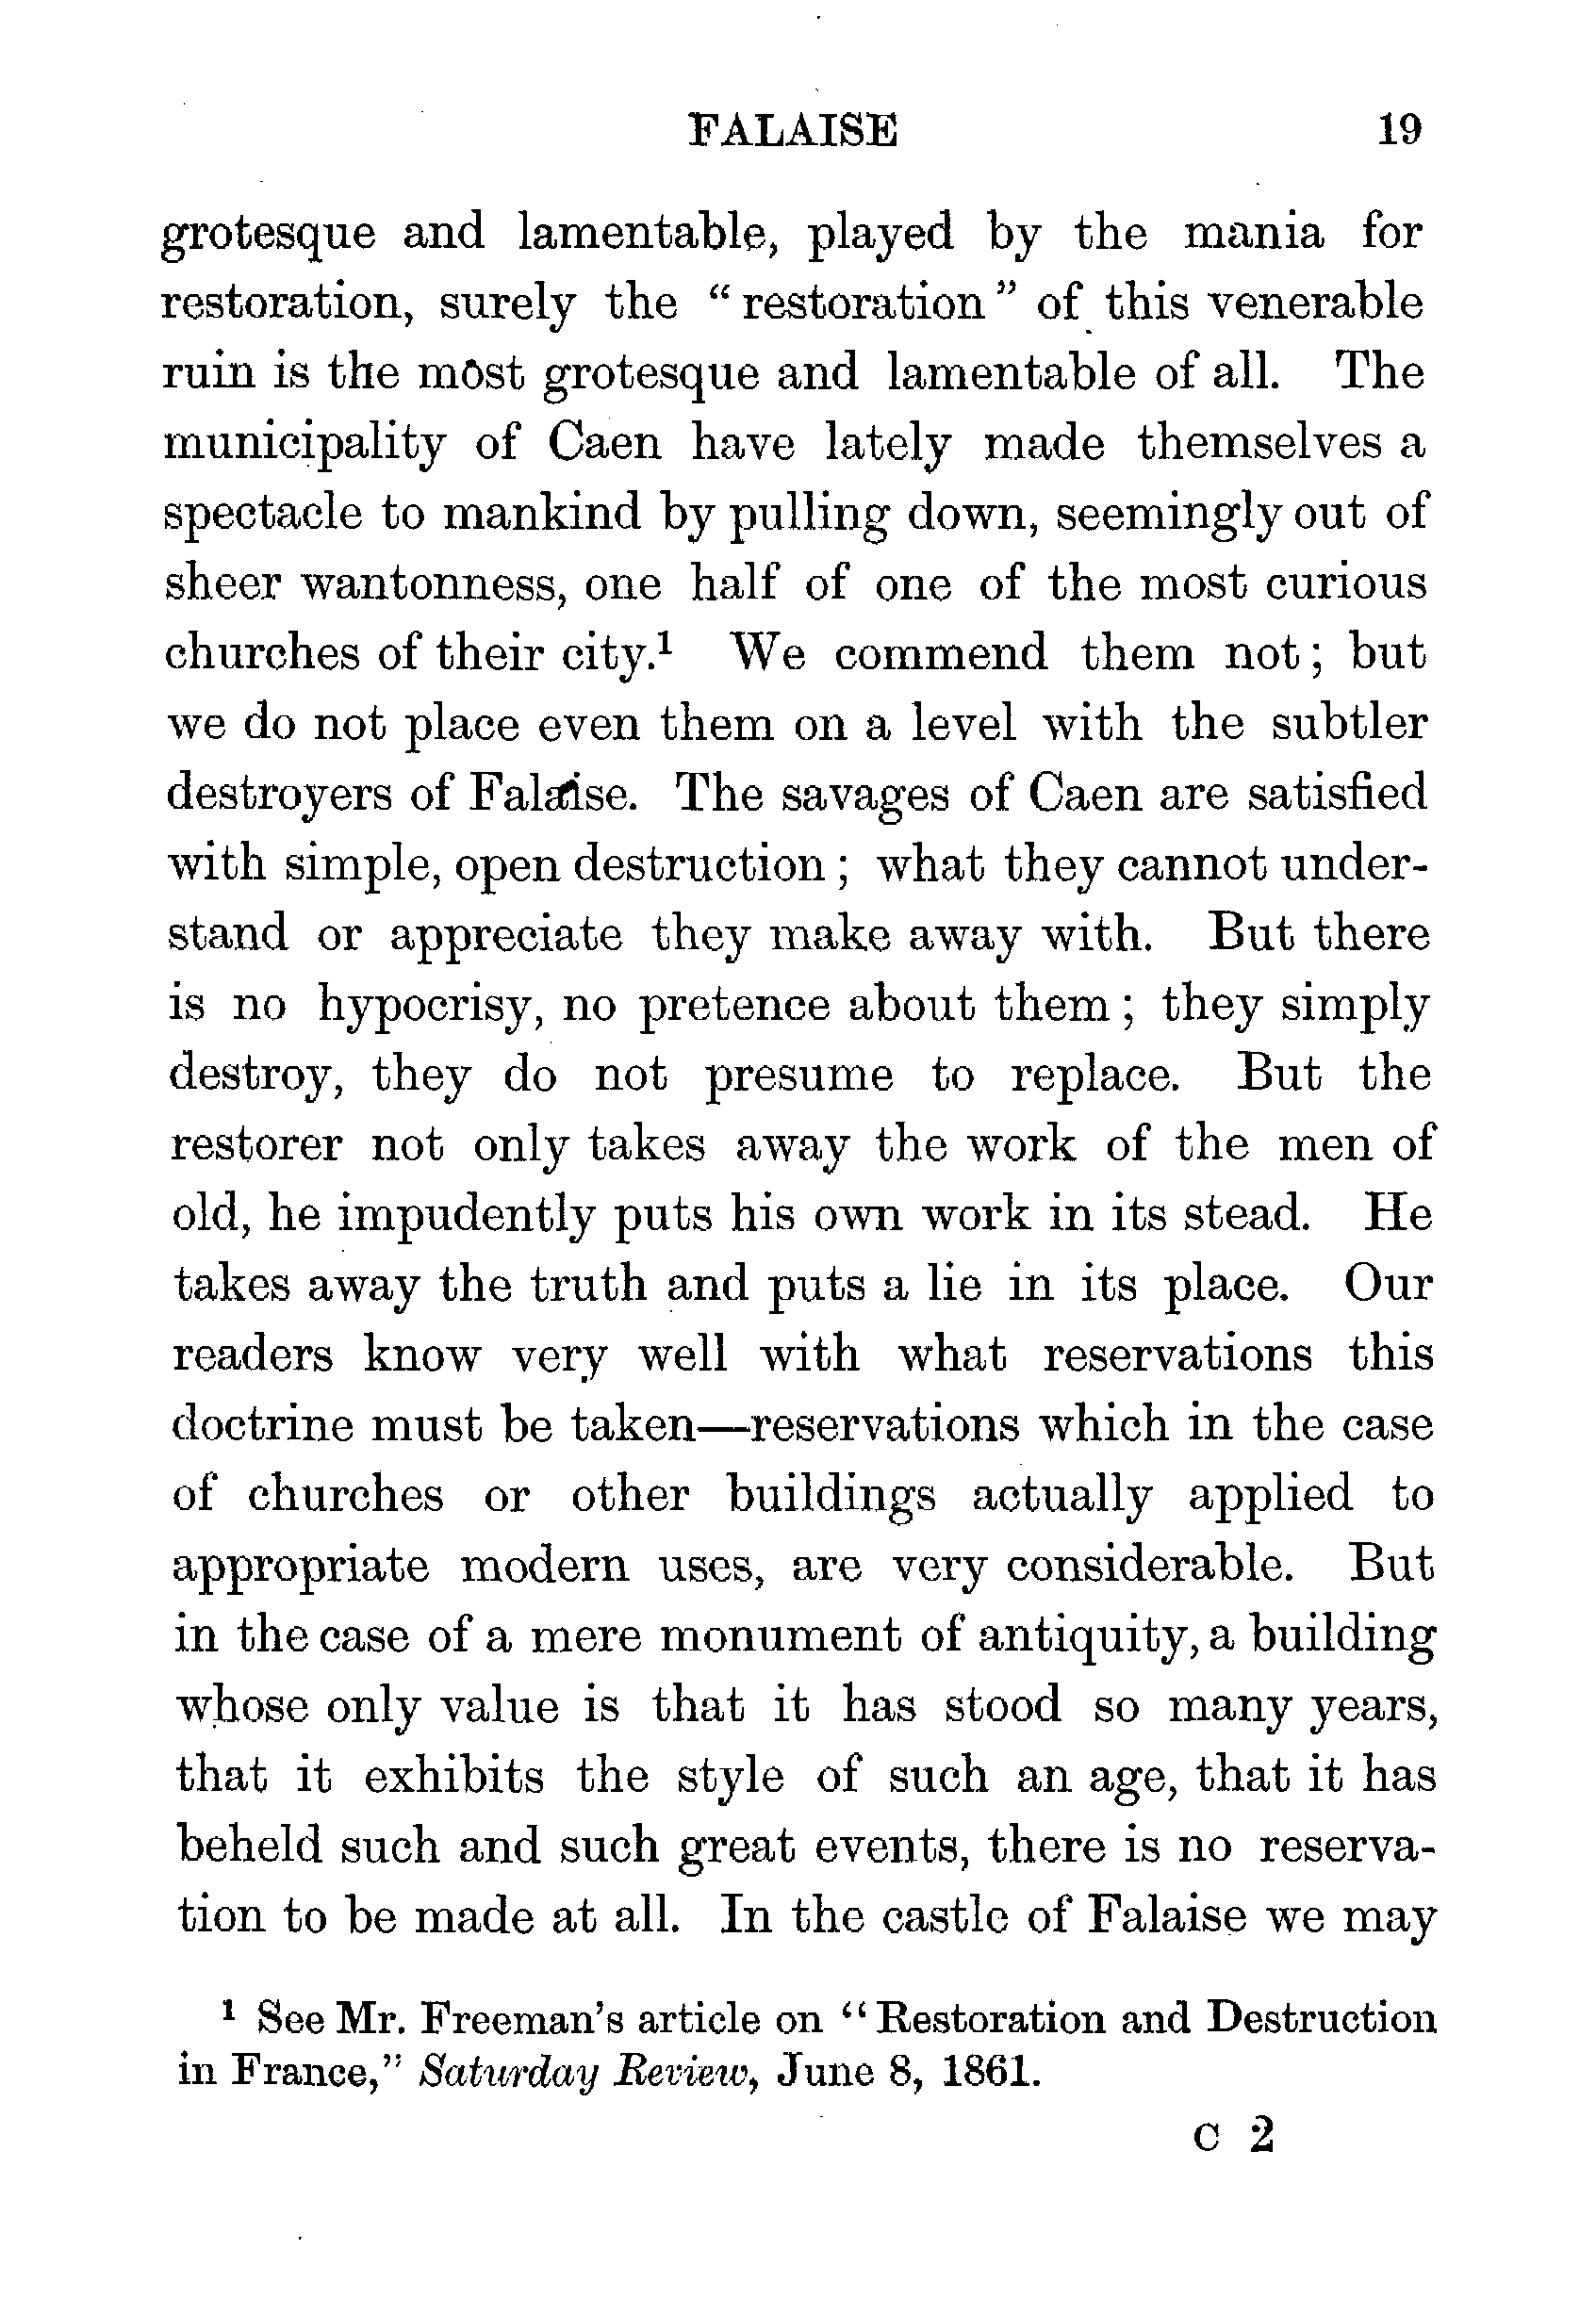 FALAISE 19
grotesque and lamentable, played by the mania for
restoration, surely the “restoration” of this venerable
ruin is the most grotesque and lamentable of all. The
municipality of Caen have lately made themselves a
spectacle to mankind by pulling down, seemingly out of
sheer wantonness, one half of one of the most curious
churches of their city.¹ We commend them not; but
we do not place even them on a level with the subtler
destroyers of Falaise. The savages of Caen are satisfied
with simple, open destruction; what they cannot under-
stand or appreciate they make away with. But there
is no hypocrisy, no pretence about them; they simply
destroy, they do not presume to replace. But the
restorer not only takes away the work of the men of
old, he impudently puts his own work in its stead. He
takes away the truth and puts a lie in its place. Our
readers know very well with what reservations this
doctrine must be taken—reservations which in the case
of churches or other buildings actually applied to
appropriate modern uses, are very considerable. But
in the case of a mere monument of antiquity, a building
whose only value is that it has stood so many years,
that it exhibits the style of such an age, that it has
beheld such and such great events, there is no reserva-
tion to be made at all. In the castle of Falaise we may
¹ See Mr. Freeman’s article on “Restoration and Destruction
in France,” Saturday Review, June 8, 1861.
C 2